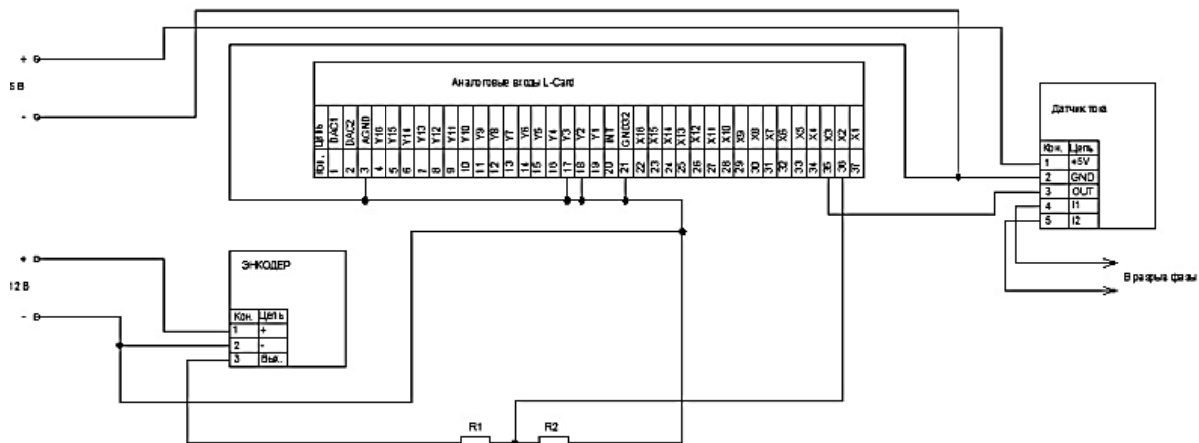 +
5 В
-
Аналоговые входы L-Card
Кон. Цепь
1 DAC1
2 DAC2
3 AGND
4 Y16
5 Y15
6 Y14
7 Y13
8 Y12
9 Y11
10 Y10
11 Y9
12 Y8
13 Y7
14 Y6
15 Y5
16 Y4
17 Y3
18 Y2
19 Y1
20 INT
21 GND32
22 X16
23 X15
24 X14
25 X13
26 X12
27 X11
28 X10
29 X9
30 X8
31 X7
32 X6
33 X5
34 X4
35 X3
36 X2
37 X1
Датчик тока
Кон. Цепь
1 +5V
2 GND
3 OUT
4 I1
5 I2
В разрыв фазы
+
12 В
-
ЭНКОДЕР
Кон. Цепь
1 +
2 -
3 Вых.
R1
R2